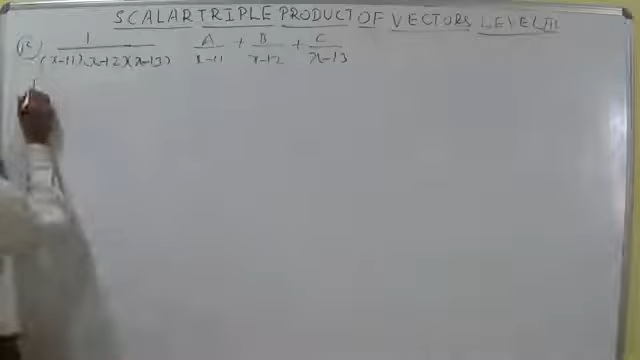 SCALAR TRIPLE PRODUCT OF VECTORS LEVEL III
1/(x-11)(x-12)(x-13) A/x-11 + B/x-12 + C/x-13
1